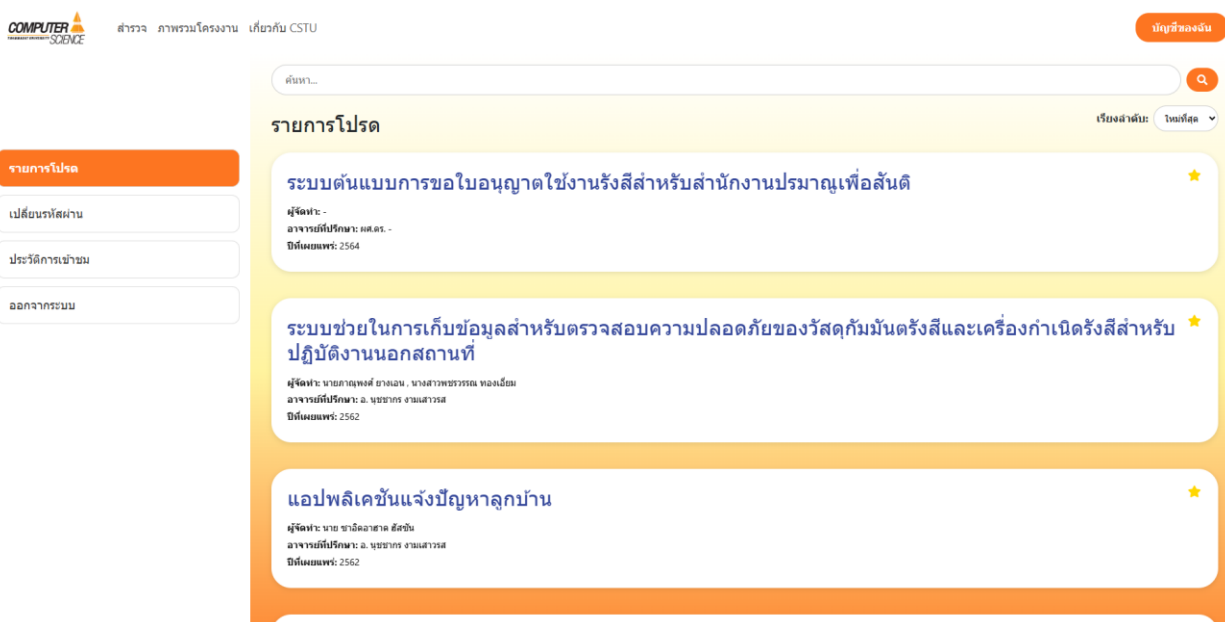 COMPUTER
SCIENCE
สำรวจ ภาพรวมโครงงาน เกี่ยวกับ CSTU
บัญชีของฉัน
ค้นหา...
รายการโปรด
เรียงลำดับ: ใหม่ที่สุด
รายการโปรด
เปลี่ยนรหัสผ่าน
ประวัติการเข้าชม
ออกจากระบบ
ระบบต้นแบบการขอใบอนุญาตใช้งานรังสีสำหรับสำนักงานปรมาณูเพื่อสันติ
ผู้จัดทำ: -
อาจารย์ที่ปรึกษา: ผศ.ดร. -
ปีที่เผยแพร่: 2564
ระบบช่วยในการเก็บข้อมูลสำหรับตรวจสอบความปลอดภัยของวัสดุกัมมันตรังสีและเครื่องกำเนิดรังสีสำหรับ
ปฏิบัติงานนอกสถานที่
ผู้จัดทำ: นายภาณุพงศ์ ยางเอน , นางสาวพชรวรรณ ทองเอี่ยม
อาจารย์ที่ปรึกษา: อ. นุชชากร งามเสาวรส
ปีที่เผยแพร่: 2562
แอปพลิเคชันแจ้งปัญหาลูกบ้าน
ผู้จัดทำ: นาย ซาอิดอาฮาด ฮัสซัน
อาจารย์ที่ปรึกษา: อ. นุชชากร งามเสาวรส
ปีที่เผยแพร่: 2562